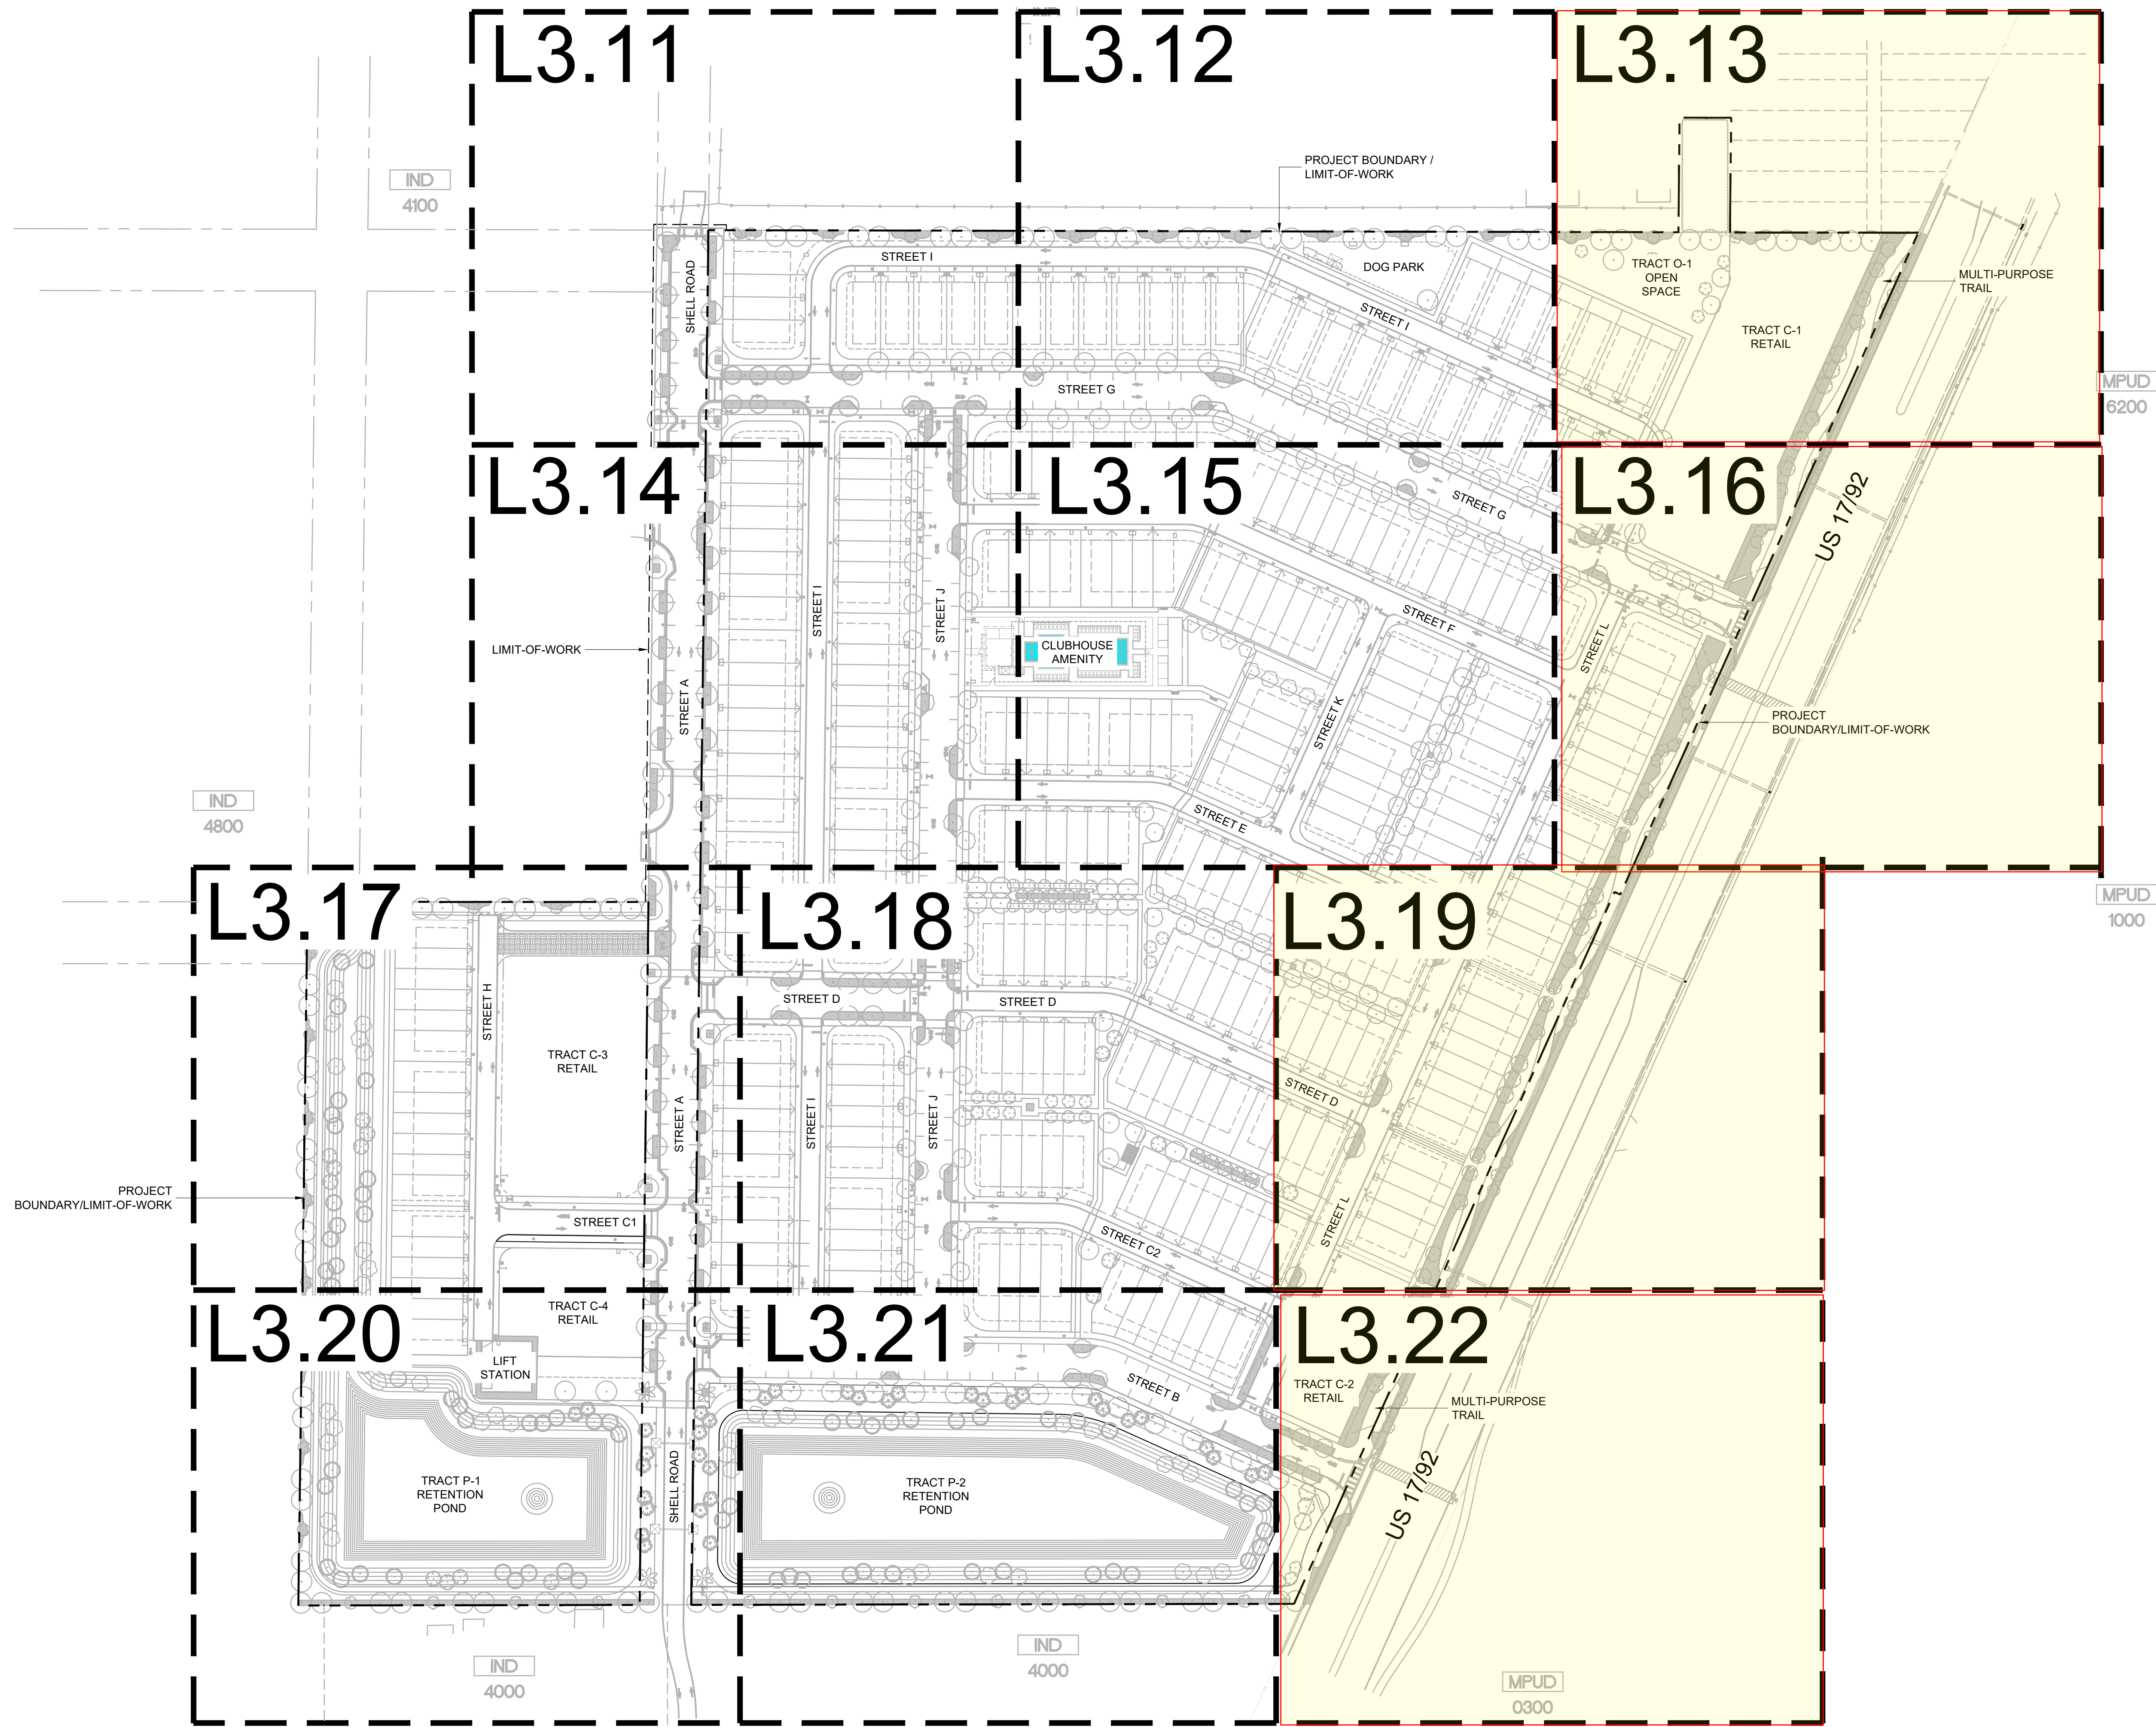 L3.11
L3.12
L3.13
PROJECT BOUNDARY /
LIMIT-OF-WORK
IND
4100
STREET I
DOG PARK
TRACT O-1
OPEN
SPACE
MULTI-PURPOSE
TRAIL
SHELL ROAD
STREET I
TRACT C-1
RETAIL
STREET G
MPUD
6200
L3.14
L3.15
L3.16
STREET G
US 17/92
STREET I
STREET J
STREET F
CLUBHOUSE
AMENITY
LIMIT-OF-WORK
STREET L
STREET A
STREET K
PROJECT
BOUNDARY/LIMIT-OF-WORK
IND
4800
STREET E
L3.17
L3.18
L3.19
MPUD
1000
STREET H
STREET D
STREET D
TRACT C-3
RETAIL
STREET D
STREET A
STREET I
STREET J
PROJECT
BOUNDARY/LIMIT-OF-WORK
STREET C1
STREET C2
STREET L
L3.20
L3.21
L3.22
TRACT C-4
RETAIL
LIFT
STATION
STREET B
TRACT C-2
RETAIL
MULTI-PURPOSE
TRAIL
SHELL ROAD
US 17/92
TRACT P-1
RETENTION
POND
TRACT P-2
RETENTION
POND
IND
4000
IND
4000
MPUD
0300